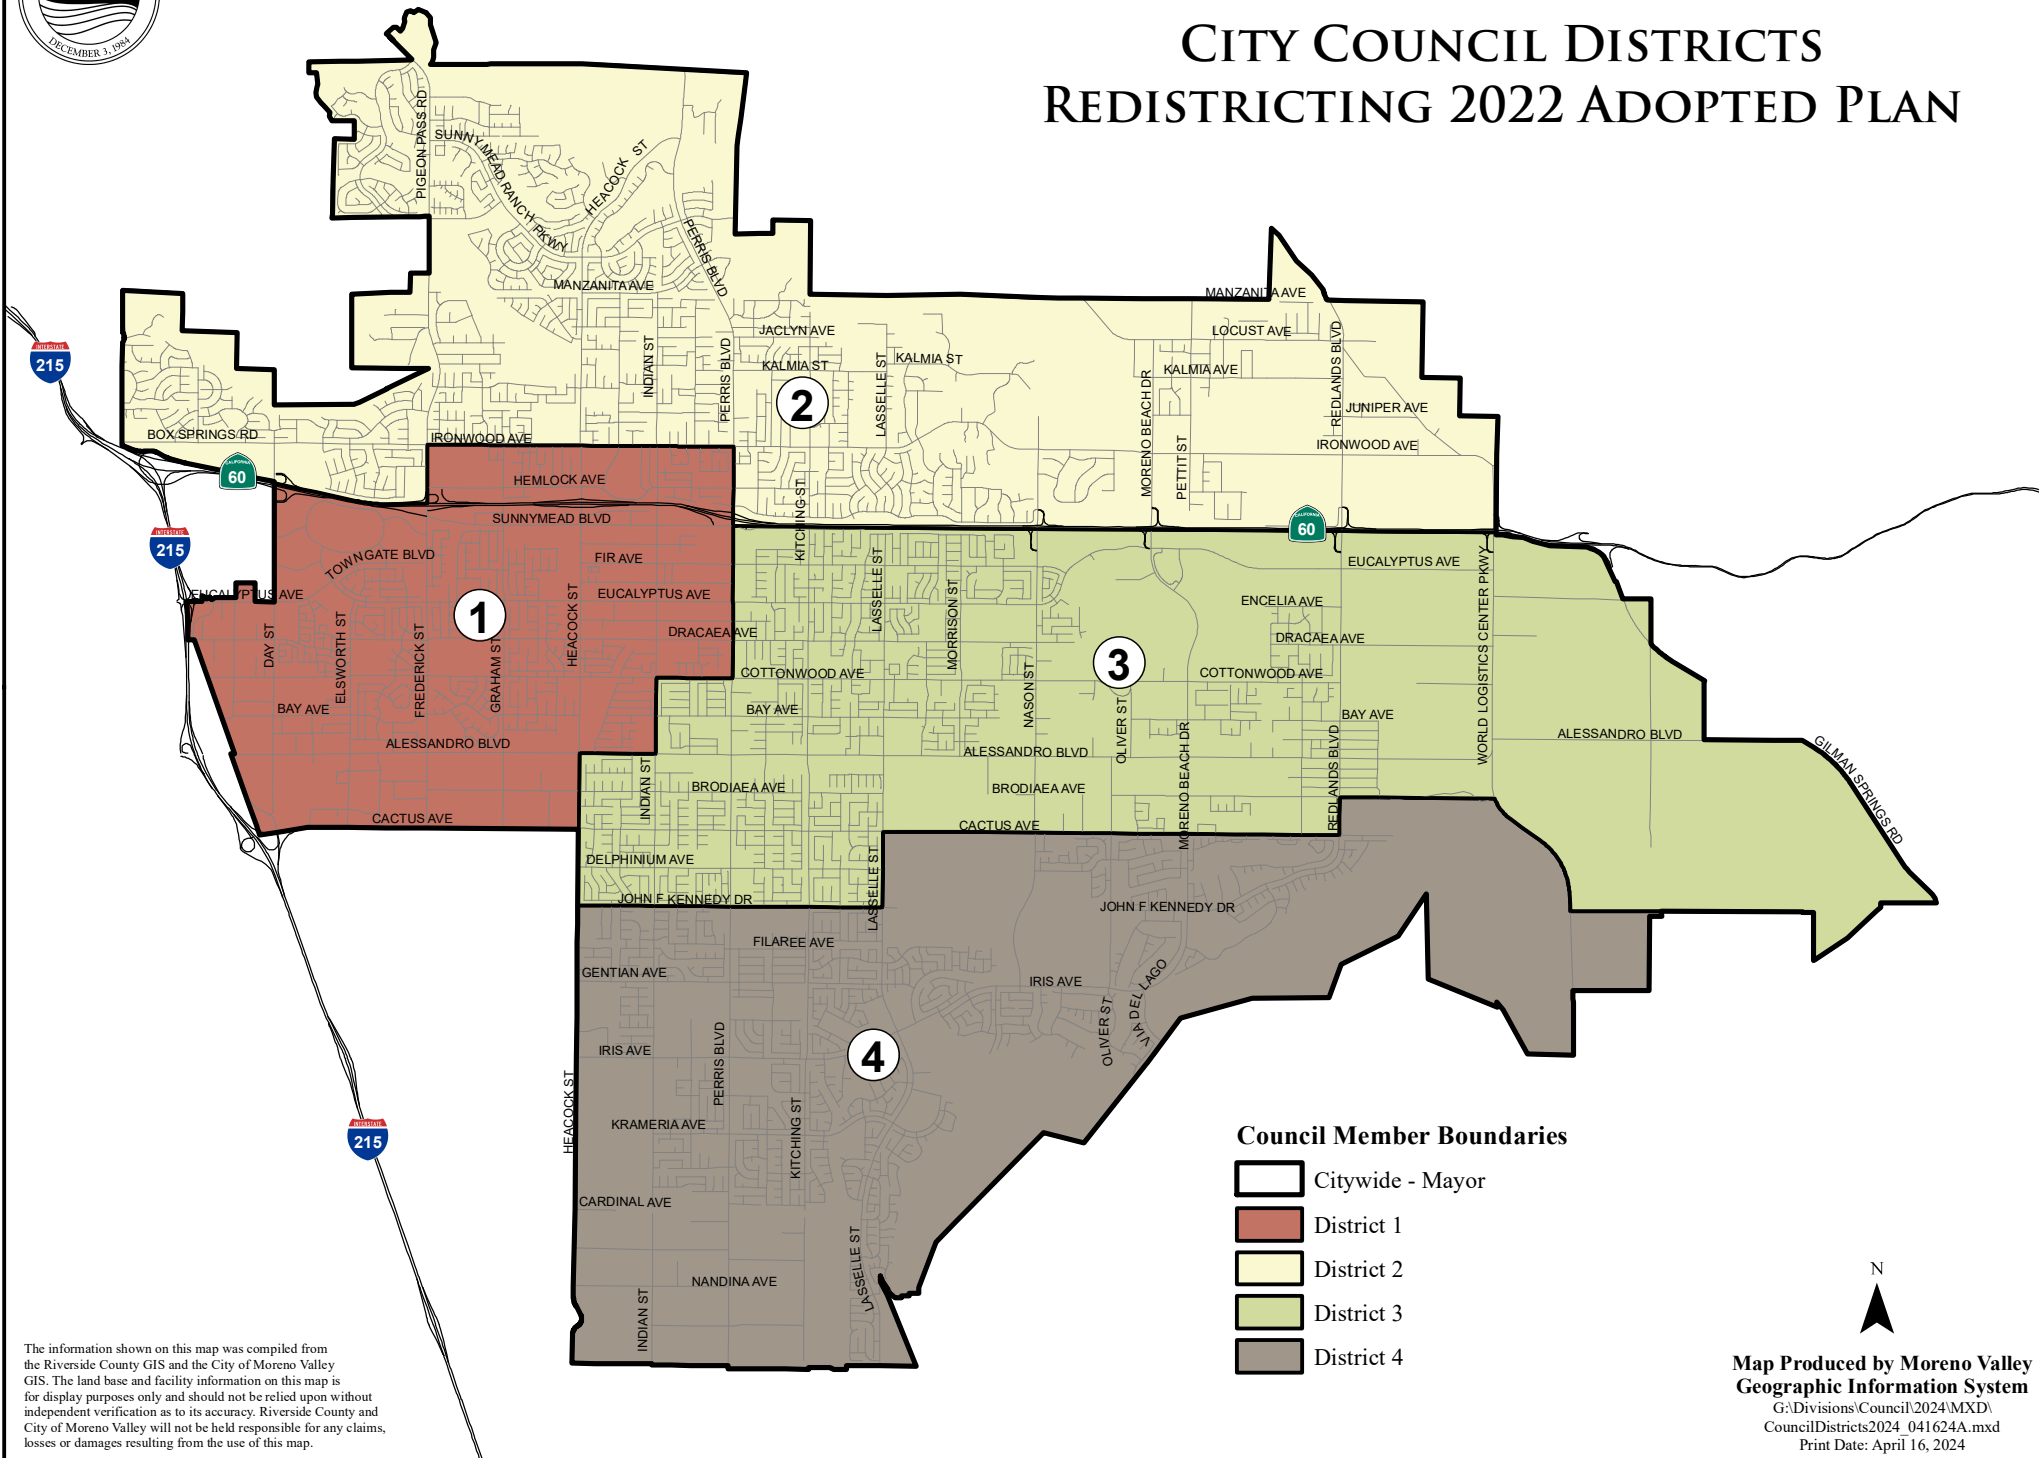 DECEMBER 3, 1984
CITY COUNCIL DISTRICTS
REDISTRICTING 2022 ADOPTED PLAN
PIGEON PASS RD
SUNNYMEAD RANCH PKWY
HEACOCK ST
PERRIS BLVD
MANZANITA AVE
MANZANITA AVE
JACLYN AVE
LOCUST AVE
INTERSTATE
215
INDIAN ST
PERRIS BLVD
KALMIA ST
LASSELLE ST
KALMIA ST
KALMIA AVE
REDLANDS BLVD
MORENO BEACH DR
2
JUNIPER AVE
BOX SPRINGS RD
IRONWOOD AVE
IRONWOOD AVE
CALIFORNIA
60
HEMLOCK AVE
PETTIT ST
KITCHING ST
SUNNYMEAD BLVD
CALIFORNIA
60
INTERSTATE
215
TOWNGATE BLVD
FIR AVE
EUCALYPTUS AVE
EUCALYPTUS AVE
EUCALYPTUS AVE
ENCELIA AVE
1
DAY ST
ELSWORTH ST
FREDERICK ST
GRAHAM ST
HEACOCK ST
DRACAEA AVE
LASSELLE ST
MORRISON ST
DRACAEA AVE
WORLD LOGISTICS CENTER PKWY
3
COTTONWOOD AVE
COTTONWOOD AVE
NASON ST
OLIVER ST
BAY AVE
BAY AVE
BAY AVE
ALESSANDRO BLVD
ALESSANDRO BLVD
ALESSANDRO BLVD
GILMAN SPRINGS RD
INDIAN ST
BRODIAEA AVE
BRODIAEA AVE
MORENO BEACH DR
REDLANDS BLVD
CACTUS AVE
CACTUS AVE
DELPHINIUM AVE
LASSELLE ST
JOHN F KENNEDY DR
JOHN F KENNEDY DR
FILAREE AVE
GENTIAN AVE
IRIS AVE
OLIVER ST
VIA DEL LAGO
IRIS AVE
PERRIS BLVD
4
HEACOCK ST
KRAMERIA AVE
KITCHING ST
INTERSTATE
215
CARDINAL AVE
LASSELLE ST
NANDINA AVE
INDIAN ST
Council Member Boundaries
Citywide - Mayor
District 1
District 2
District 3
District 4
N
Map Produced by Moreno Valley
Geographic Information System
G:\Divisions\Council\2024\MXD\
CouncilDistricts2024_041624A.mxd
Print Date: April 16, 2024
The information shown on this map was compiled from
the Riverside County GIS and the City of Moreno Valley
GIS. The land base and facility information on this map is
for display purposes only and should not be relied upon without
independent verification as to its accuracy. Riverside County and
City of Moreno Valley will not be held responsible for any claims,
losses or damages resulting from the use of this map.